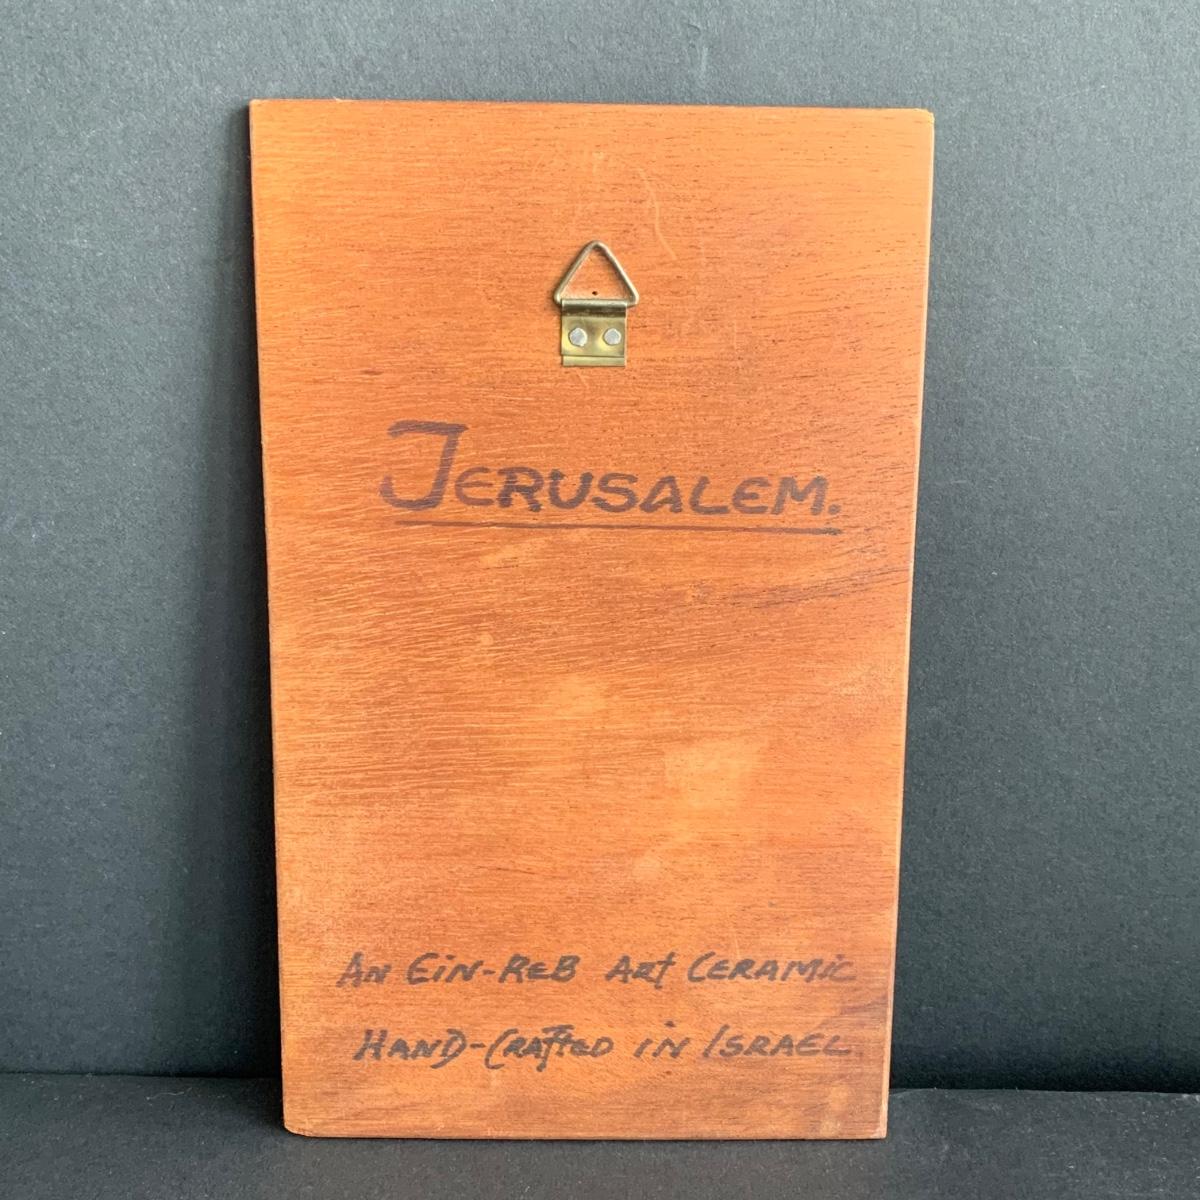 JERUSALEM.
AN EiN-ReB ART CERAMiC
HAND-CRAFTED iN ISRAEL